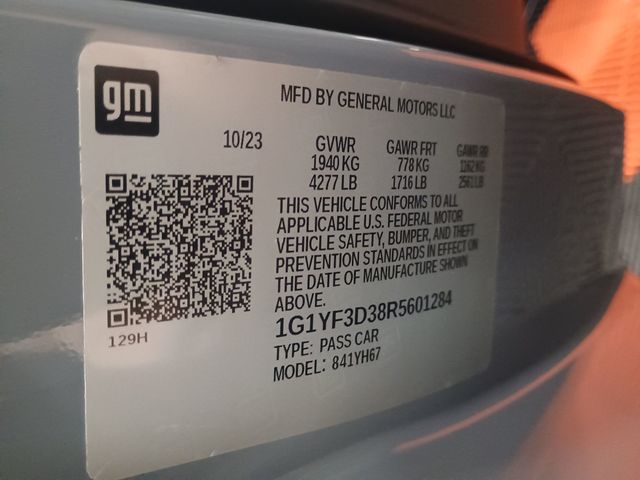 gm
MFD BY GENERAL MOTORS LLC
10/23 GVWR GAWR FRT GAWR RR
1940 KG 778 KG 1162 KG
4277 LB 1716 LB 2561 LB
THIS VEHICLE CONFORMS TO ALL
APPLICABLE U.S. FEDERAL MOTOR
VEHICLE SAFETY, BUMPER, AND THEFT
PREVENTION STANDARDS IN EFFECT ON
THE DATE OF MANUFACTURE SHOWN
ABOVE.
1G1YF3D38R5601284
TYPE: PASS CAR
MODEL: 841YH67
129H